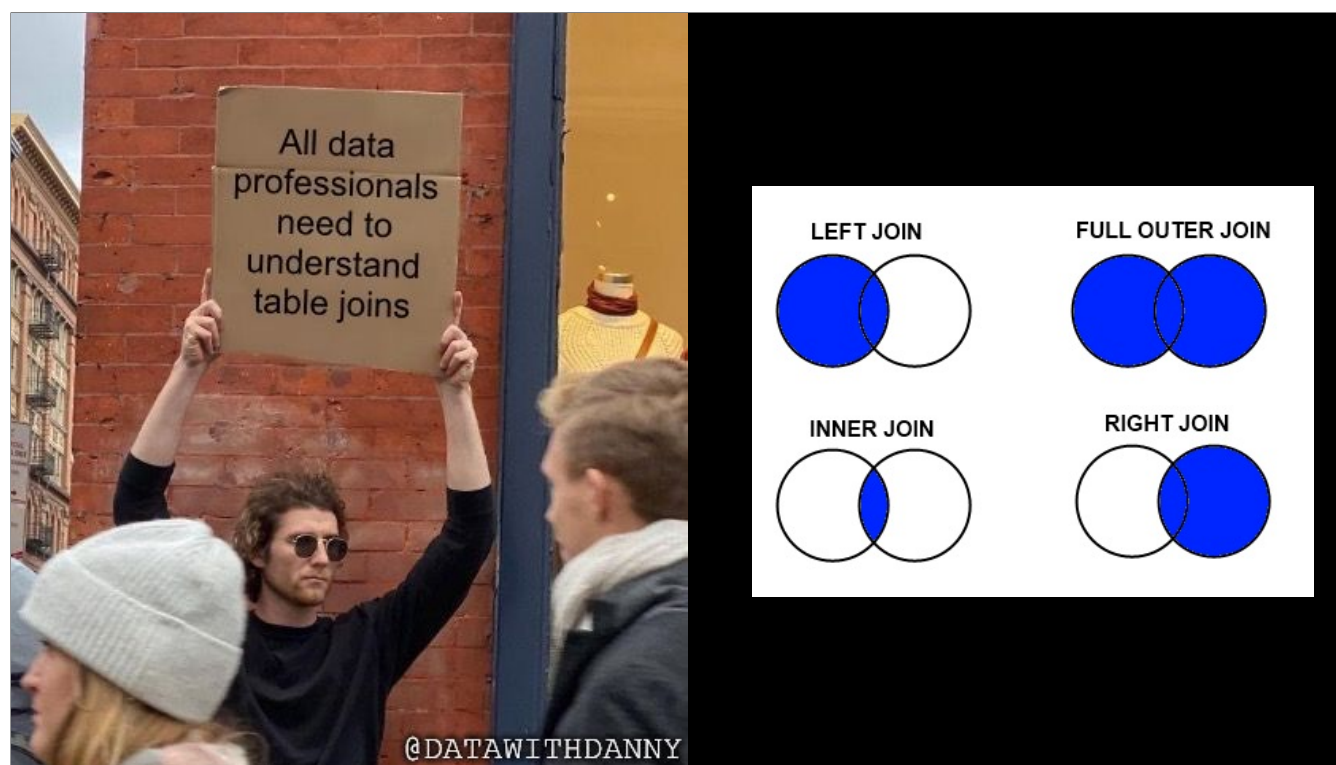 All data
professionals
need to
understand
table joins
@DATAWITHDANNY
LEFT JOIN
FULL OUTER JOIN
INNER JOIN
RIGHT JOIN